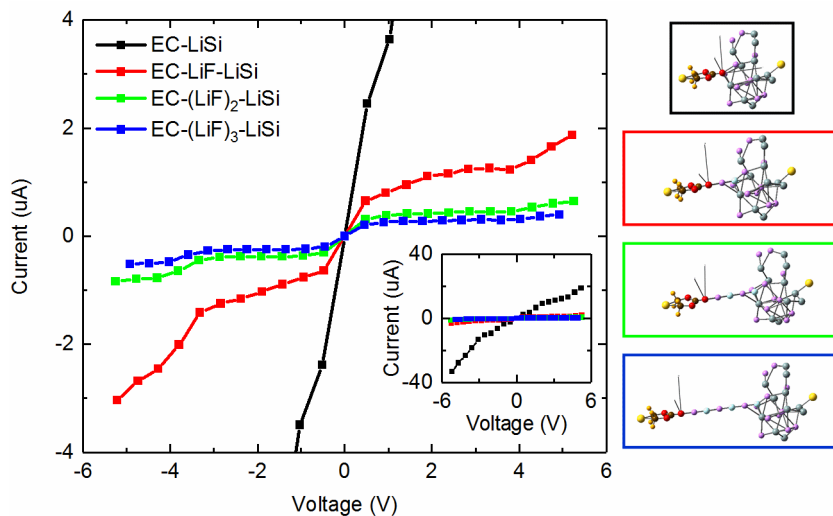 4
2
0
-2
-4
Current (uA)
EC-LiSi
EC-LiF-LiSi
EC-(LiF)2-LiSi
EC-(LiF)3-LiSi
-6
-4
-2
0
2
4
6
Voltage (V)
40
0
-40
Current (uA)
-6
0
6
Voltage (V)